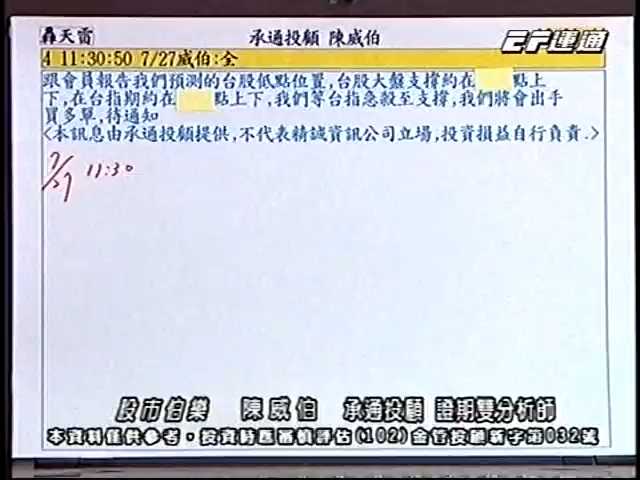 轟天雷
承通投顧 陳威伯
運通
4 11:30:50 7/27威伯:全
跟會員報告我們預測的台股低點位置,台股大盤支撐約在 點上
下,在台指期約在 點上下,我們等台指急殺至支撐,我們將會出手
買多單,待通知
<本訊息由承通投顧提供,不代表精誠資訊公司立場,投資損益自行負責.>
7/27 11:30
股市伯樂 陳威伯 承通投顧 證期雙分析師
本資料僅供參考,投資時應審慎評估(102)金管投顧新字第032號